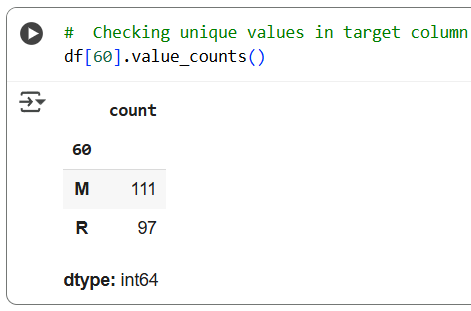 # Checking unique values in target column
df[60].value_counts()
count
60
M 111
R 97
dtype: int64